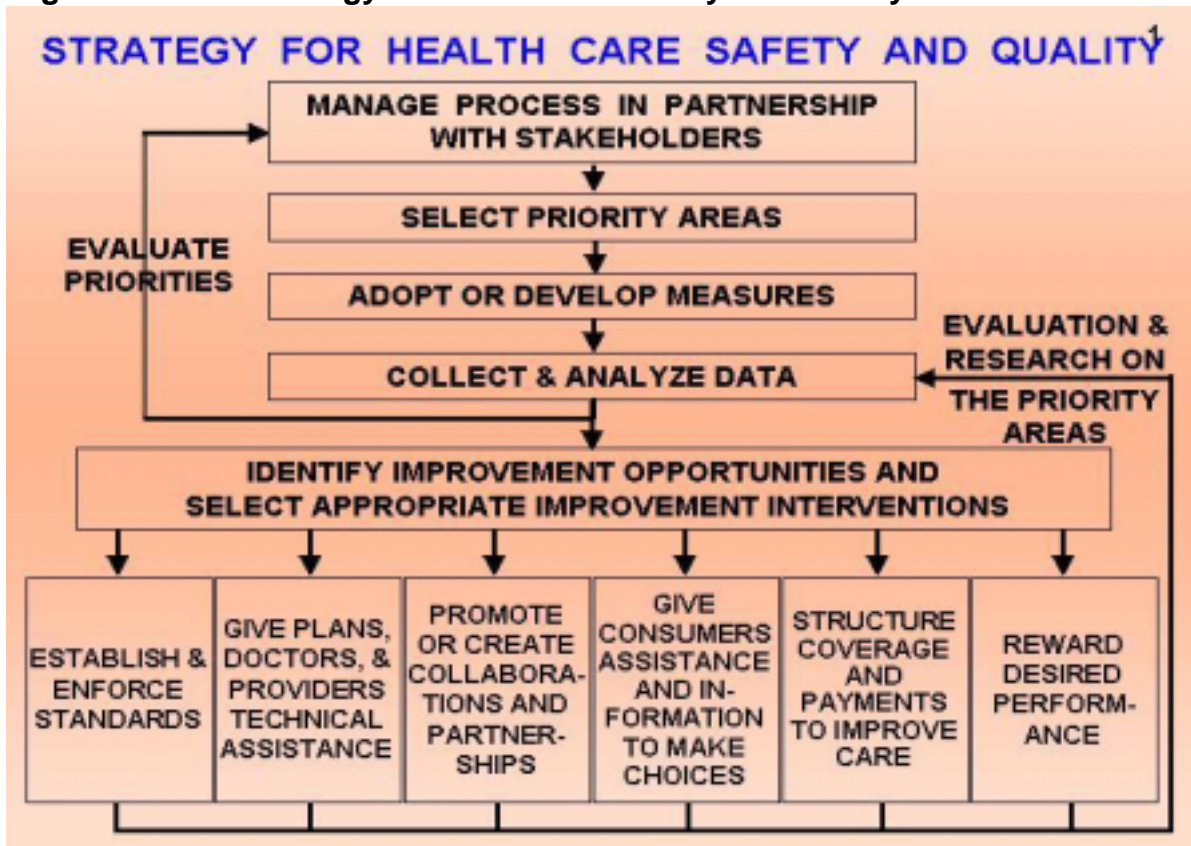 STRATEGY FOR HEALTH CARE SAFETY AND QUALITY
1
MANAGE PROCESS IN PARTNERSHIP
WITH STAKEHOLDERS
SELECT PRIORITY AREAS
EVALUATE
PRIORITIES
ADOPT OR DEVELOP MEASURES
EVALUATION &
RESEARCH ON
THE PRIORITY
AREAS
COLLECT & ANALYZE DATA
IDENTIFY IMPROVEMENT OPPORTUNITIES AND
SELECT APPROPRIATE IMPROVEMENT INTERVENTIONS
ESTABLISH &
ENFORCE
STANDARDS
GIVE PLANS,
DOCTORS, &
PROVIDERS
TECHNICAL
ASSISTANCE
PROMOTE
OR CREATE
COLLABORA-
TIONS AND
PARTNER-
SHIPS
GIVE
CONSUMERS
ASSISTANCE
AND IN-
FORMATION
TO MAKE
CHOICES
STRUCTURE
COVERAGE
AND
PAYMENTS
TO IMPROVE
CARE
REWARD
DESIRED
PERFORM-
ANCE